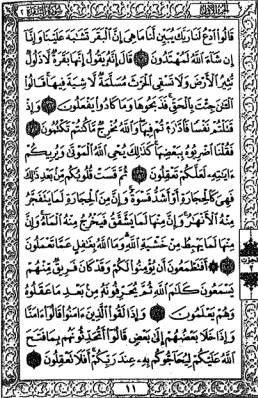 قَالُوا ادْعُ لَنَا رَبَّكَ يُبَيِّن لَّنَا مَا هِيَ إِنَّ الْبَقَرَ تَشَابَهَ عَلَيْنَا وَإِنَّا
إِن شَاءَ اللَّهُ لَمُهْتَدُونَ ٧٠ قَالَ إِنَّهُ يَقُولُ إِنَّهَا بَقَرَةٌ لَّا ذَلُولٌ
تُثِيرُ الْأَرْضَ وَلَا تَسْقِي الْحَرْثَ مُسَلَّمَةٌ لَّا شِيَةَ فِيهَا قَالُوا
الْآنَ جِئْتَ بِالْحَقِّ فَذَبَحُوهَا وَمَا كَادُوا يَفْعَلُونَ ٧١ وَإِذْ
قَتَلْتُمْ نَفْسًا فَادَّارَأْتُمْ فِيهَا وَاللَّهُ مُخْرِجٌ مَّا كُنتُمْ تَكْتُمُونَ ٧٢
فَقُلْنَا اضْرِبُوهُ بِبَعْضِهَا كَذَٰلِكَ يُحْيِي اللَّهُ الْمَوْتَىٰ وَيُرِيكُمْ
آيَاتِهِ لَعَلَّكُمْ تَعْقِلُونَ ٧٣ ثُمَّ قَسَتْ قُلُوبُكُم مِّن بَعْدِ ذَٰلِكَ
فَهِيَ كَالْحِجَارَةِ أَوْ أَشَدُّ قَسْوَةً وَإِنَّ مِنَ الْحِجَارَةِ لَمَا يَتَفَجَّرُ
مِنْهُ الْأَنْهَارُ وَإِنَّ مِنْهَا لَمَا يَشَّقَّقُ فَيَخْرُجُ مِنْهُ الْمَاءُ وَإِنَّ
مِنْهَا لَمَا يَهْبِطُ مِنْ خَشْيَةِ اللَّهِ وَمَا اللَّهُ بِغَافِلٍ عَمَّا تَعْمَلُونَ
٧٤ أَفَتَطْمَعُونَ أَن يُؤْمِنُوا لَكُمْ وَقَدْ كَانَ فَرِيقٌ مِّنْهُمْ
يَسْمَعُونَ كَلَامَ اللَّهِ ثُمَّ يُحَرِّفُونَهُ مِن بَعْدِ مَا عَقَلُوهُ
وَهُمْ يَعْلَمُونَ ٧٥ وَإِذَا لَقُوا الَّذِينَ آمَنُوا قَالُوا آمَنَّا
وَإِذَا خَلَا بَعْضُهُمْ إِلَىٰ بَعْضٍ قَالُوا أَتُحَدِّثُونَهُم بِمَا فَتَحَ
اللَّهُ عَلَيْكُمْ لِيُحَاجُّوكُم بِهِ عِندَ رَبِّكُمْ أَفَلَا تَعْقِلُونَ ٧٦
١١